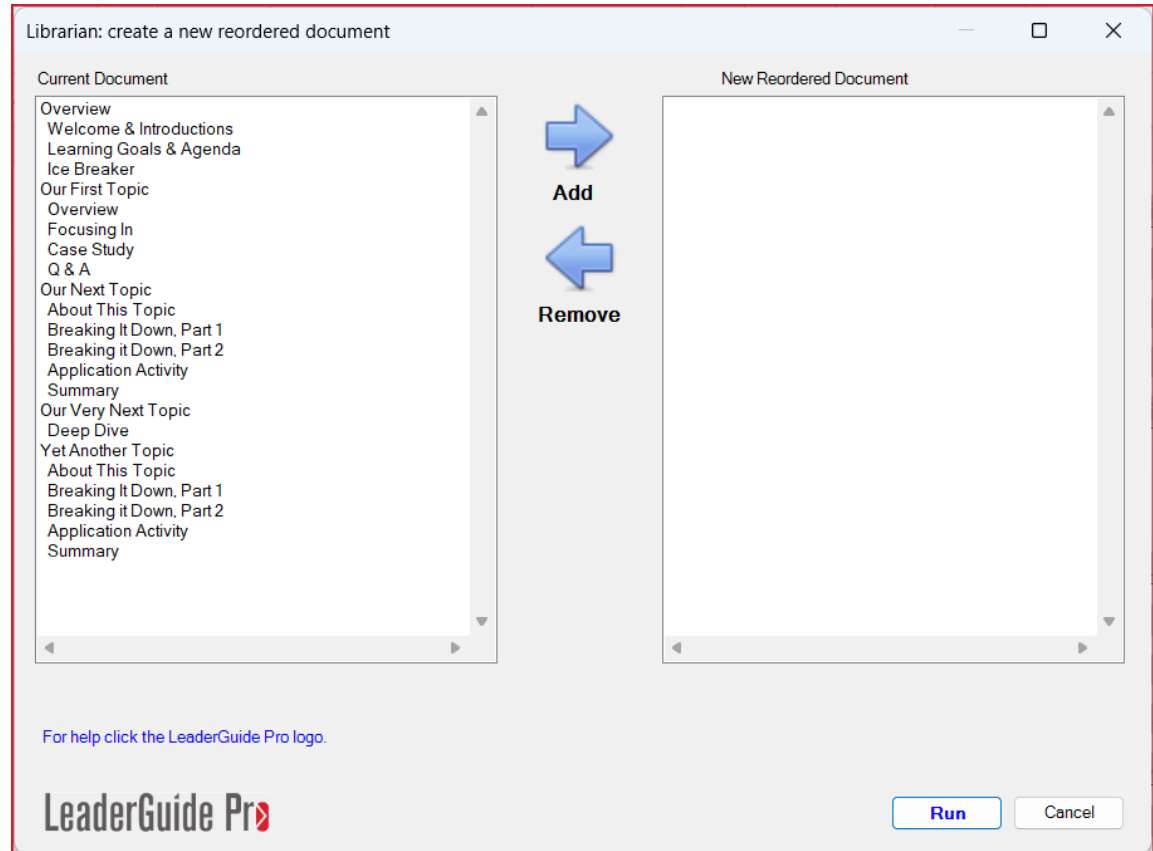 Librarian: create a new reordered document
Current Document
New Reordered Document
Overview
Welcome & Introductions
Learning Goals & Agenda
Ice Breaker
Our First Topic
Overview
Focusing In
Case Study
Q & A
Our Next Topic
About This Topic
Breaking It Down, Part 1
Breaking it Down, Part 2
Application Activity
Summary
Our Very Next Topic
Deep Dive
Yet Another Topic
About This Topic
Breaking It Down, Part 1
Breaking it Down, Part 2
Application Activity
Summary
Add
Remove
For help click the LeaderGuide Pro logo.
LeaderGuide Pro
Run
Cancel